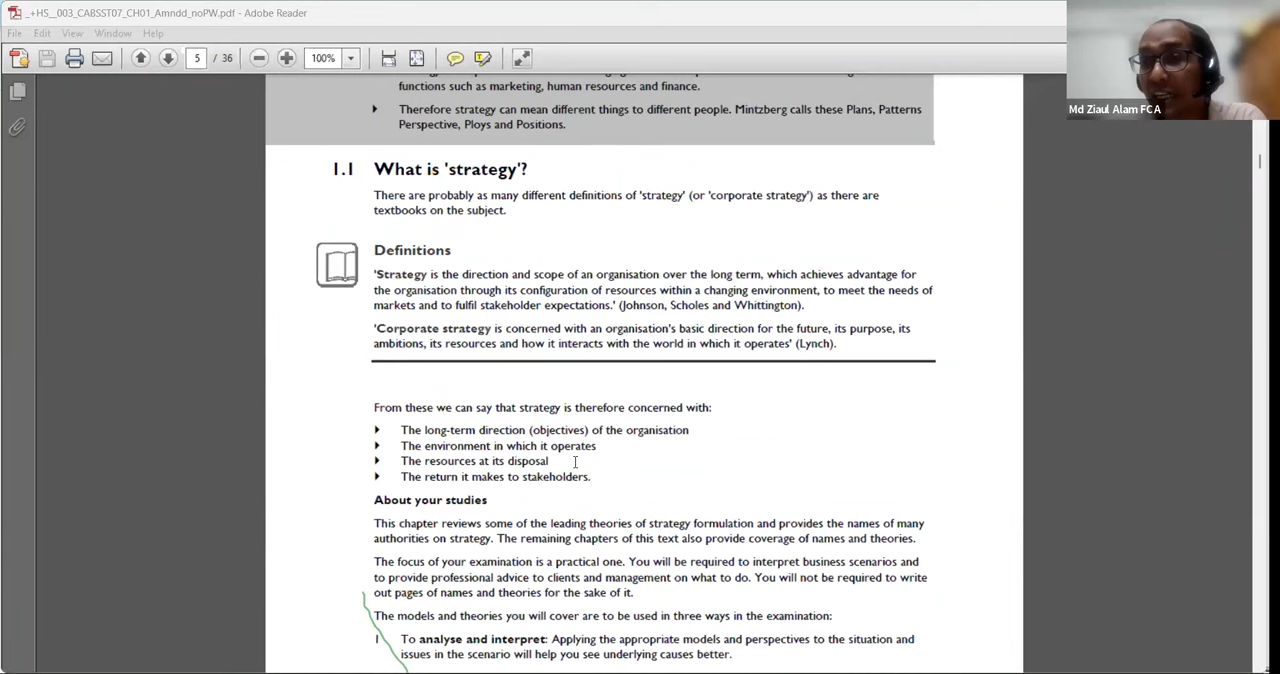 _+HS__003_CABSST07_CH01_Amndd_noPW.pdf - Adobe Reader
File Edit View Window Help
5 / 36 100%
Md Ziaul Alam FCA
functions such as marketing, human resources and finance.
Therefore strategy can mean different things to different people. Mintzberg calls these Plans, Patterns
Perspective, Ploys and Positions.
1.1 What is 'strategy'?
There are probably as many different definitions of 'strategy' (or 'corporate strategy') as there are
textbooks on the subject.
Definitions
'Strategy is the direction and scope of an organisation over the long term, which achieves advantage for
the organisation through its configuration of resources within a changing environment, to meet the needs of
markets and to fulfil stakeholder expectations.' (Johnson, Scholes and Whittington).
'Corporate strategy is concerned with an organisation's basic direction for the future, its purpose, its
ambitions, its resources and how it interacts with the world in which it operates' (Lynch).
From these we can say that strategy is therefore concerned with:
The long-term direction (objectives) of the organisation
The environment in which it operates
The resources at its disposal
The return it makes to stakeholders.
About your studies
This chapter reviews some of the leading theories of strategy formulation and provides the names of many
authorities on strategy. The remaining chapters of this text also provide coverage of names and theories.
The focus of your examination is a practical one. You will be required to interpret business scenarios and
to provide professional advice to clients and management on what to do. You will not be required to write
out pages of names and theories for the sake of it.
The models and theories you will cover are to be used in three ways in the examination:
1 To analyse and interpret: Applying the appropriate models and perspectives to the situation and
issues in the scenario will help you see underlying causes better.